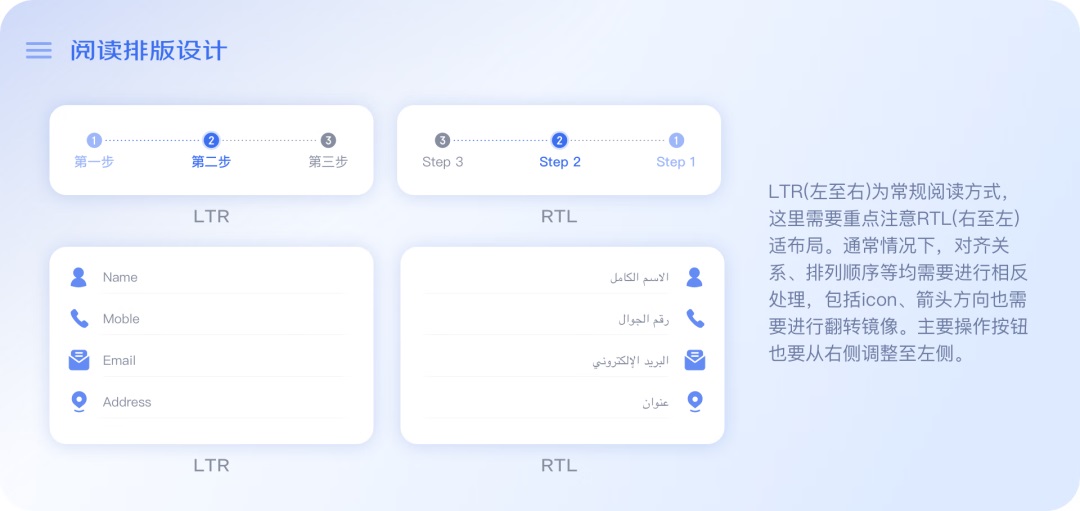 阅读排版设计
1 2 3
第一步 第二步 第三步
LTR
3 2 1
Step 3 Step 2 Step 1
RTL
Name
Moble
Email
Address
LTR
الاسم الكامل
رقم الجوال
البريد الإلكتروني
عنوان
RTL
LTR(左至右)为常规阅读方式，
这里需要重点注意RTL(右至左)
适布局。通常情况下，对齐关
系、排列顺序等均需要进行相反
处理，包括icon、箭头方向也需
要进行翻转镜像。主要操作按钮
也要从右侧调整至左侧。